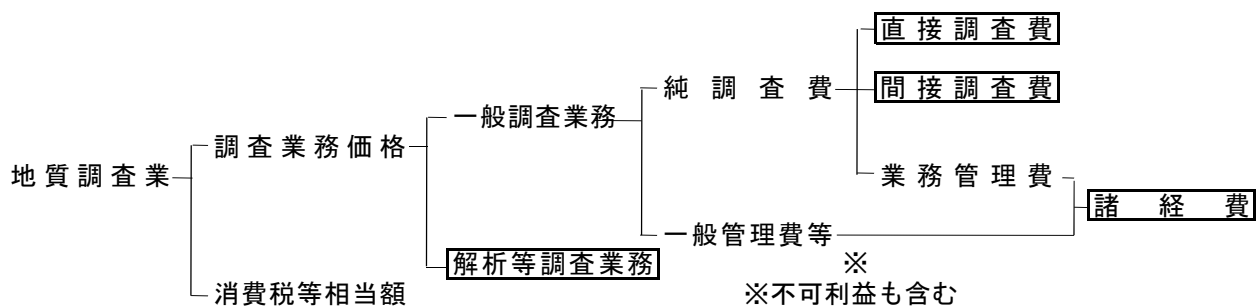 直接調査費
純調査費
間接調査費
一般調査業務
調査業務価格
地質調査業
業務管理費
諸経費
一般管理費等
※
解析等調査業務
消費税等相当額
※不可利益も含む